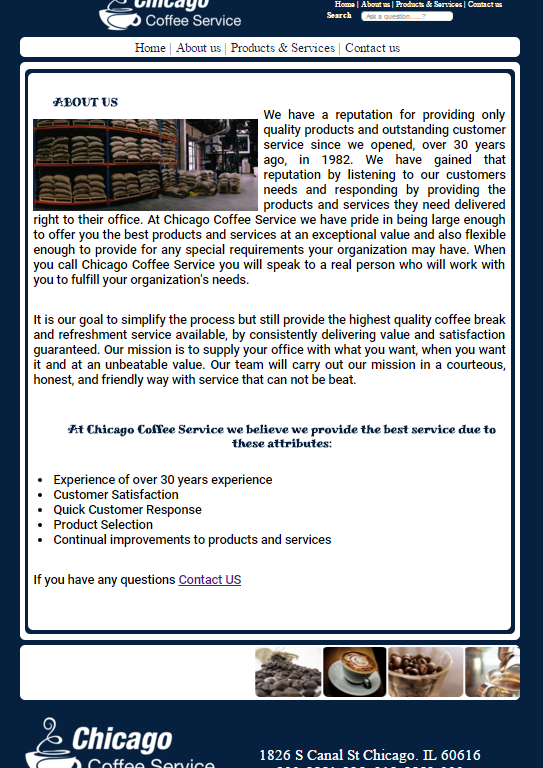 Chicago
Coffee Service
Home | About us | Products & Services | Contact us
Search Ask a question......?
Home | About us | Products & Services | Contact us
ABOUT US
We have a reputation for providing only
quality products and outstanding customer
service since we opened, over 30 years
ago, in 1982. We have gained that
reputation by listening to our customers
needs and responding by providing the
products and services they need delivered
right to their office. At Chicago Coffee Service we have pride in being large enough
to offer you the best products and services at an exceptional value and also flexible
enough to provide for any special requirements your organization may have. When
you call Chicago Coffee Service you will speak to a real person who will work with
you to fulfill your organization's needs.
It is our goal to simplify the process but still provide the highest quality coffee break
and refreshment service available, by consistently delivering value and satisfaction
guaranteed. Our mission is to supply your office with what you want, when you want
it and at an unbeatable value. Our team will carry out our mission in a courteous,
honest, and friendly way with service that can not be beat.
At Chicago Coffee Service we believe we provide the best service due to
these attributes:
• Experience of over 30 years experience
• Customer Satisfaction
• Quick Customer Response
• Product Selection
• Continual improvements to products and services
If you have any questions Contact US
Chicago
Coffee Service
1826 S Canal St Chicago. IL 60616